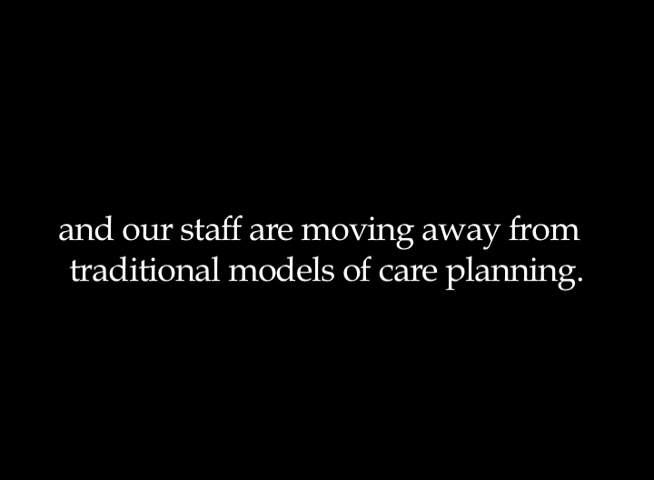 and our staff are moving away from
traditional models of care planning.